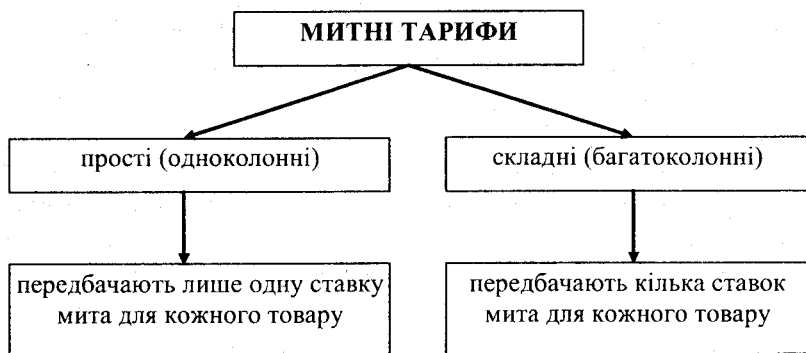 МИТНІ ТАРИФИ
прості (одноколонні)
складні (багатоколонні)
передбачають лише одну ставку
мита для кожного товару
передбачають кілька ставок
мита для кожного товару